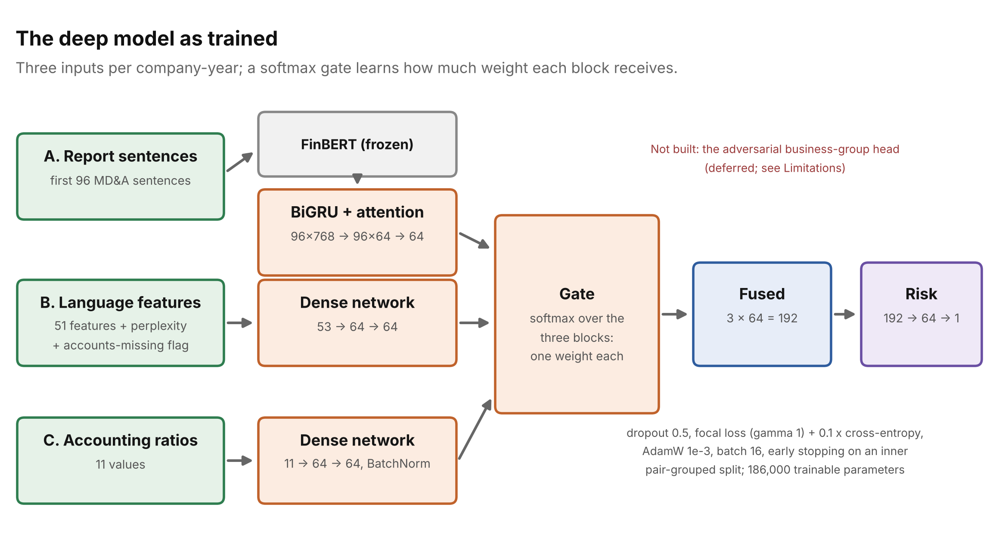 The deep model as trained
Three inputs per company-year; a softmax gate learns how much weight each block receives.
A. Report sentences
first 96 MD&A sentences
FinBERT (frozen)
BiGRU + attention
96×768 → 96×64 → 64
Not built: the adversarial business-group head
(deferred; see Limitations)
B. Language features
51 features + perplexity
+ accounts-missing flag
Dense network
53 → 64 → 64
Gate
softmax over the
three blocks:
one weight each
Fused
3 × 64 = 192
Risk
192 → 64 → 1
C. Accounting ratios
11 values
Dense network
11 → 64 → 64, BatchNorm
dropout 0.5, focal loss (gamma 1) + 0.1 x cross-entropy,
AdamW 1e-3, batch 16, early stopping on an inner
pair-grouped split; 186,000 trainable parameters